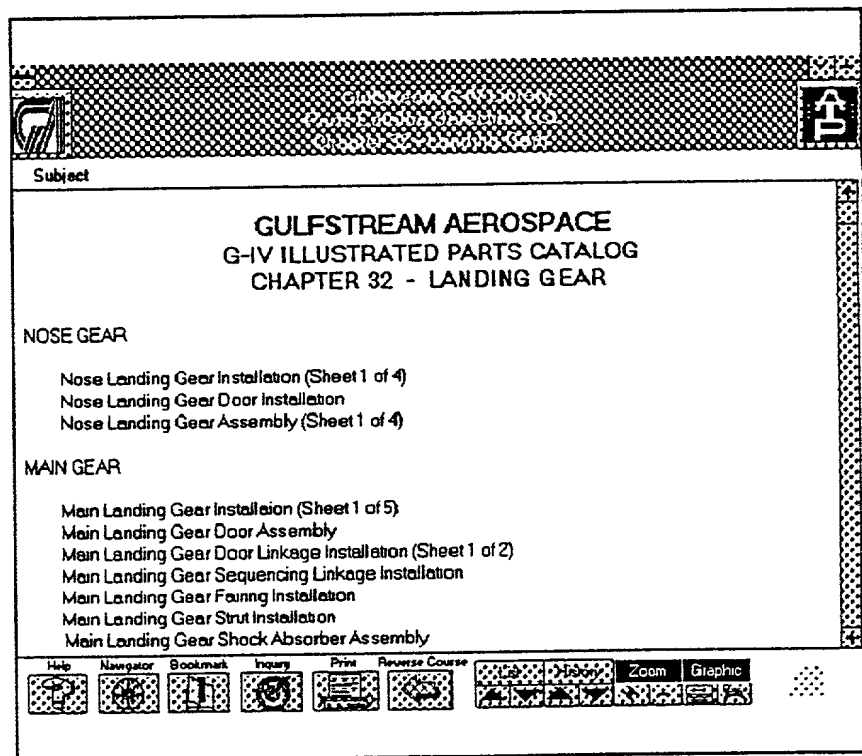 Subject
GULFSTREAM AEROSPACE
G-IV ILLUSTRATED PARTS CATALOG
CHAPTER 32 - LANDING GEAR
NOSE GEAR
Nose Landing Gear Installation (Sheet 1 of 4)
Nose Landing Gear Door Installation
Nose Landing Gear Assembly (Sheet 1 of 4)
MAIN GEAR
Main Landing Gear Installaion (Sheet 1 of 5)
Main Landing Gear Door Assembly
Main Landing Gear Door Linkage Installation (Sheet 1 of 2)
Main Landing Gear Sequencing Linkage Installation
Main Landing Gear Fairing Installation
Main Landing Gear Strut Installation
Main Landing Gear Shock Absorber Assembly
Help Navigator Bookmark Inquiry Print Reverse Course List History Zoom Graphic